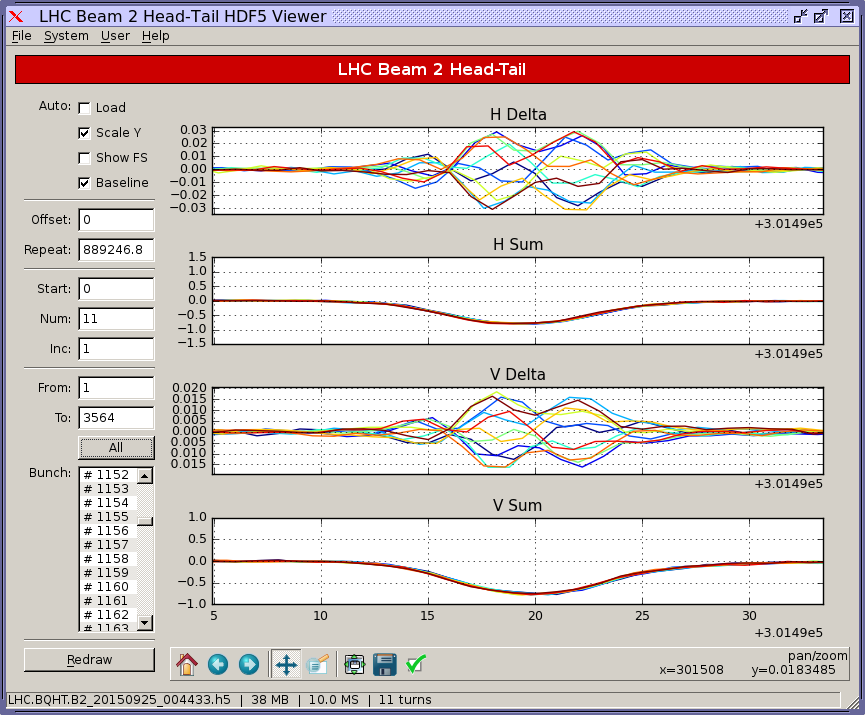 LHC Beam 2 Head-Tail HDF5 Viewer
File System User Help
LHC Beam 2 Head-Tail
Auto: Load
Scale Y
Show FS
Baseline
Offset: 0
Repeat: 889246.8
Start: 0
Num: 11
Inc: 1
From: 1
To: 3564
All
Bunch: # 1152
# 1153
# 1154
# 1155
# 1156
# 1157
# 1158
# 1159
# 1160
# 1161
# 1162
# 1163
Redraw
H Delta
0.03
0.02
0.01
0.00
−0.01
−0.02
−0.03
+3.0149e5
H Sum
1.5
1.0
0.5
0.0
−0.5
−1.0
−1.5
+3.0149e5
V Delta
0.020
0.015
0.010
0.005
0.000
0.005
0.010
0.015
+3.0149e5
V Sum
1.0
0.5
0.0
−0.5
−1.0
5 10 15 20 25 30
+3.0149e5
pan/zoom
x=301508 y=0.0183485
LHC.BQHT.B2_20150925_004433.h5 | 38 MB | 10.0 MS | 11 turns